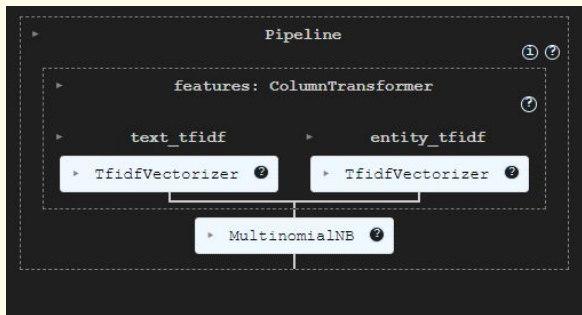 Pipeline
i ?
features: ColumnTransformer
?
text_tfidf entity_tfidf
TfidfVectorizer ? TfidfVectorizer ?
MultinomialNB ?